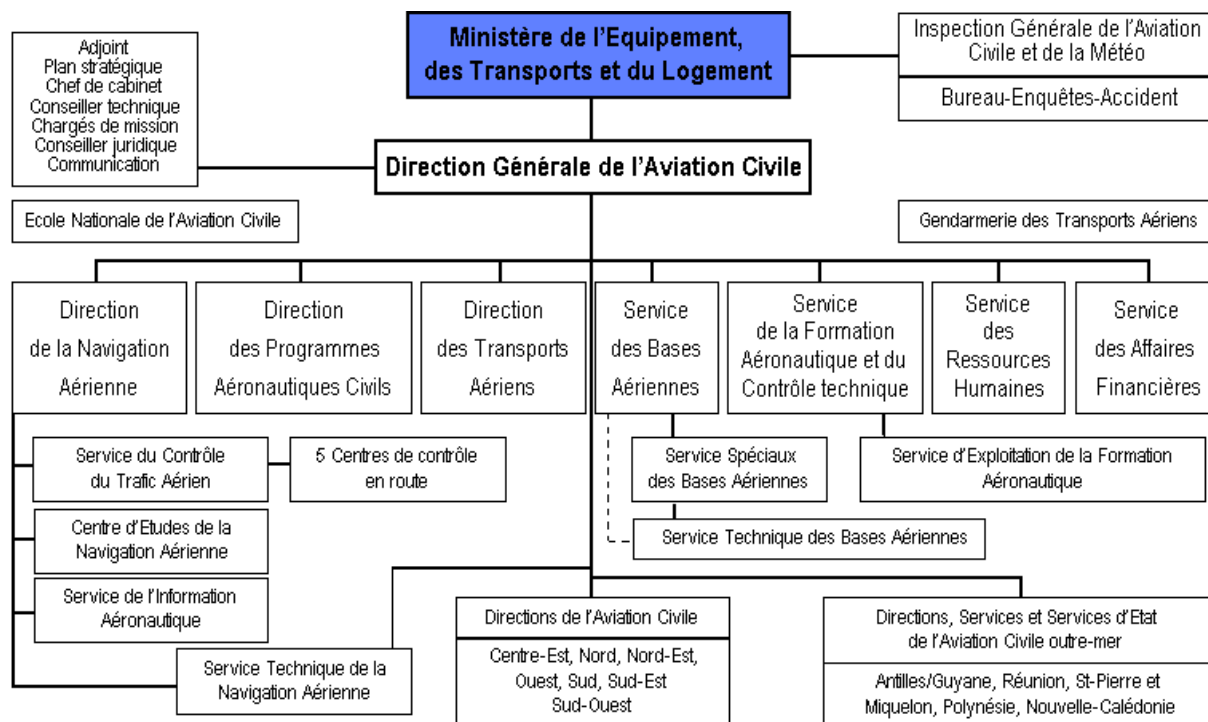 Adjoint
Plan stratégique
Chef de cabinet
Conseiller technique
Chargés de mission
Conseiller juridique
Communication
Ministère de l'Equipement,
des Transports et du Logement
Inspection Générale de l'Aviation
Civile et de la Météo
Bureau-Enquêtes-Accident
Direction Générale de l'Aviation Civile
Ecole Nationale de l'Aviation Civile
Gendarmerie des Transports Aériens
Direction
de la Navigation
Aérienne
Direction
des Programmes
Aéronautiques Civils
Direction
des Transports
Aériens
Service
des Bases
Aériennes
Service
de la Formation
Aéronautique et du
Contrôle technique
Service
des
Ressources
Humaines
Service
des Affaires
Financières
Service du Contrôle
du Trafic Aérien
5 Centres de contrôle
en route
Service Spéciaux
des Bases Aériennes
Service d'Exploitation de la Formation
Aéronautique
Centre d'Etudes de la
Navigation Aérienne
Service Technique des Bases Aériennes
Service de l'Information
Aéronautique
Service Technique de la
Navigation Aérienne
Directions de l'Aviation Civile
Centre-Est, Nord, Nord-Est,
Ouest, Sud, Sud-Est
Sud-Ouest
Directions, Services et Services d'Etat
de l'Aviation Civile outre-mer
Antilles/Guyane, Réunion, St-Pierre et
Miquelon, Polynésie, Nouvelle-Calédonie